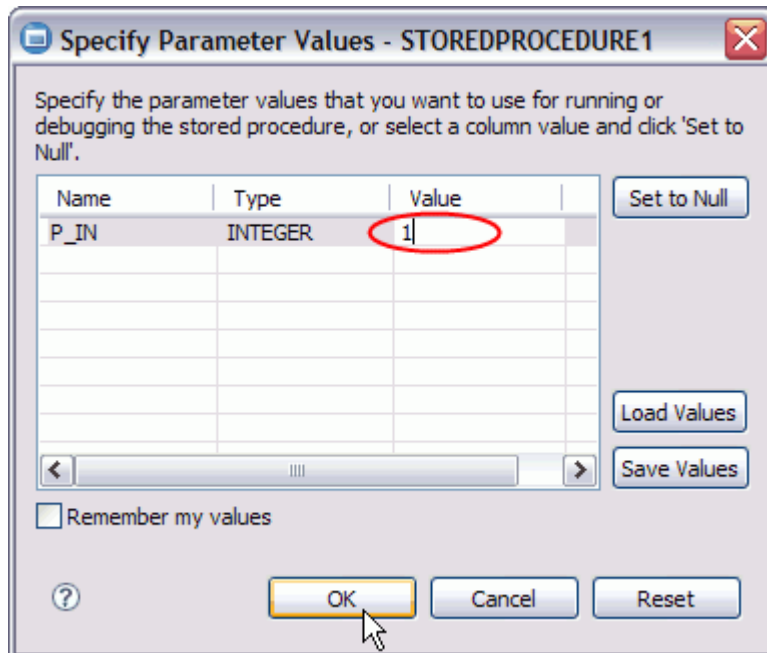 Specify Parameter Values - STOREDPROCEDURE1
Specify the parameter values that you want to use for running or
debugging the stored procedure, or select a column value and click 'Set to
Null'.
Name Type Value
Set to Null
P_IN INTEGER 1
Load Values
Save Values
Remember my values
? OK Cancel Reset